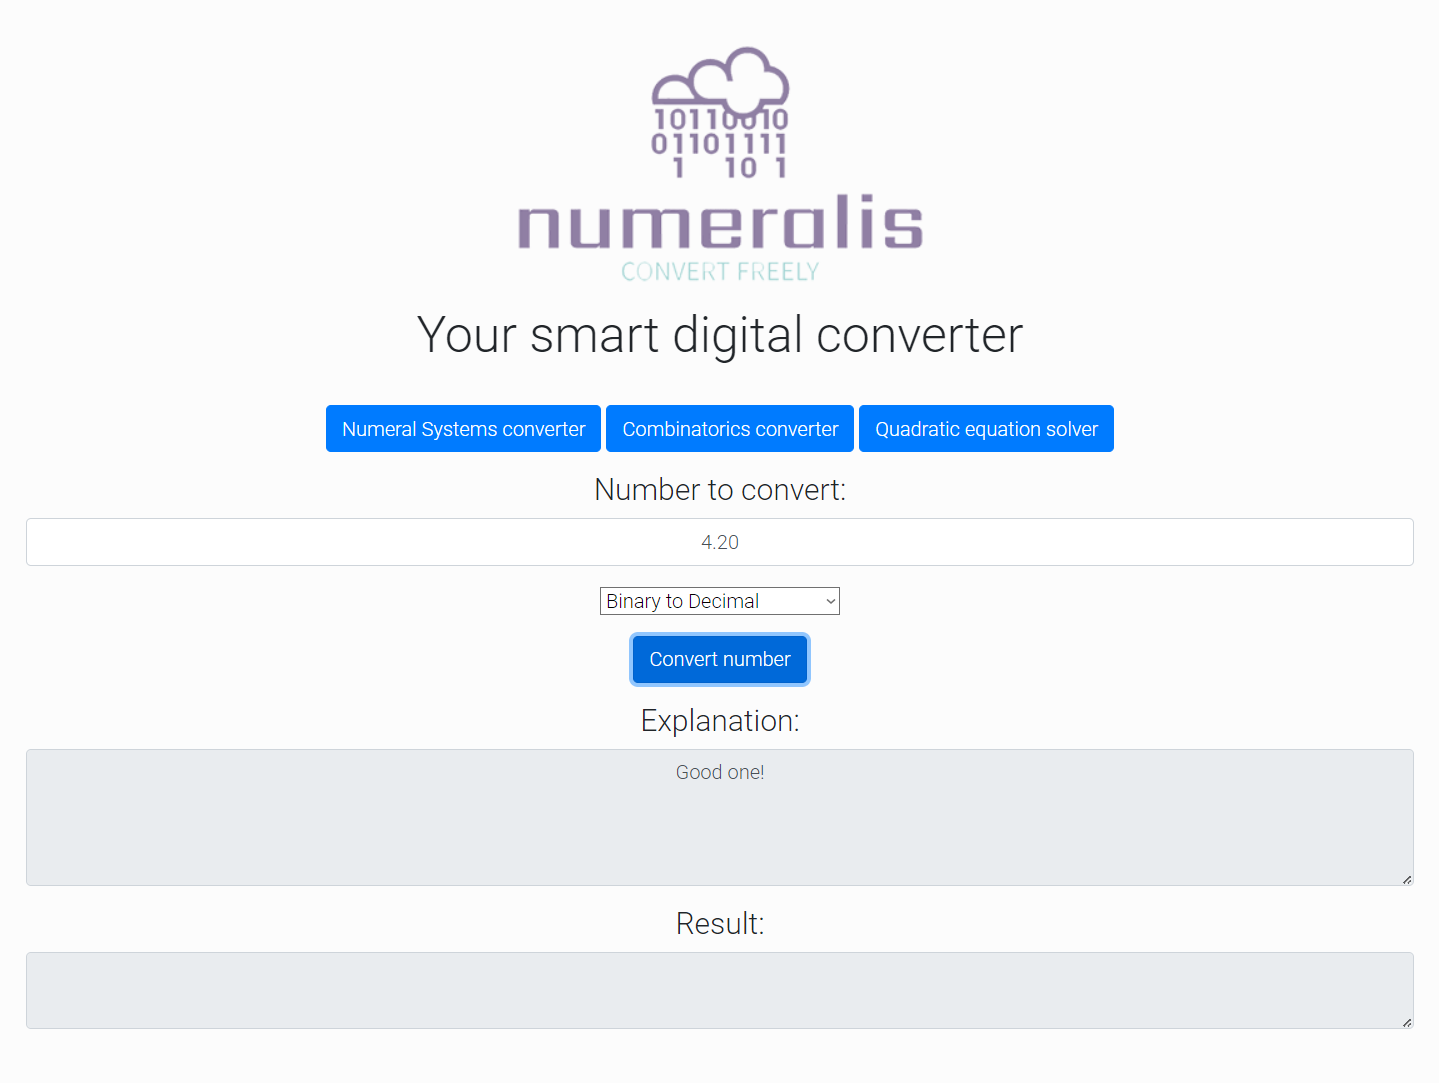 10110010
01101111
1 10 1
numeralis
CONVERT FREELY
Your smart digital converter
Numeral Systems converter Combinatorics converter Quadratic equation solver
Number to convert:
4.20
Binary to Decimal
Convert number
Explanation:
Good one!
Result: